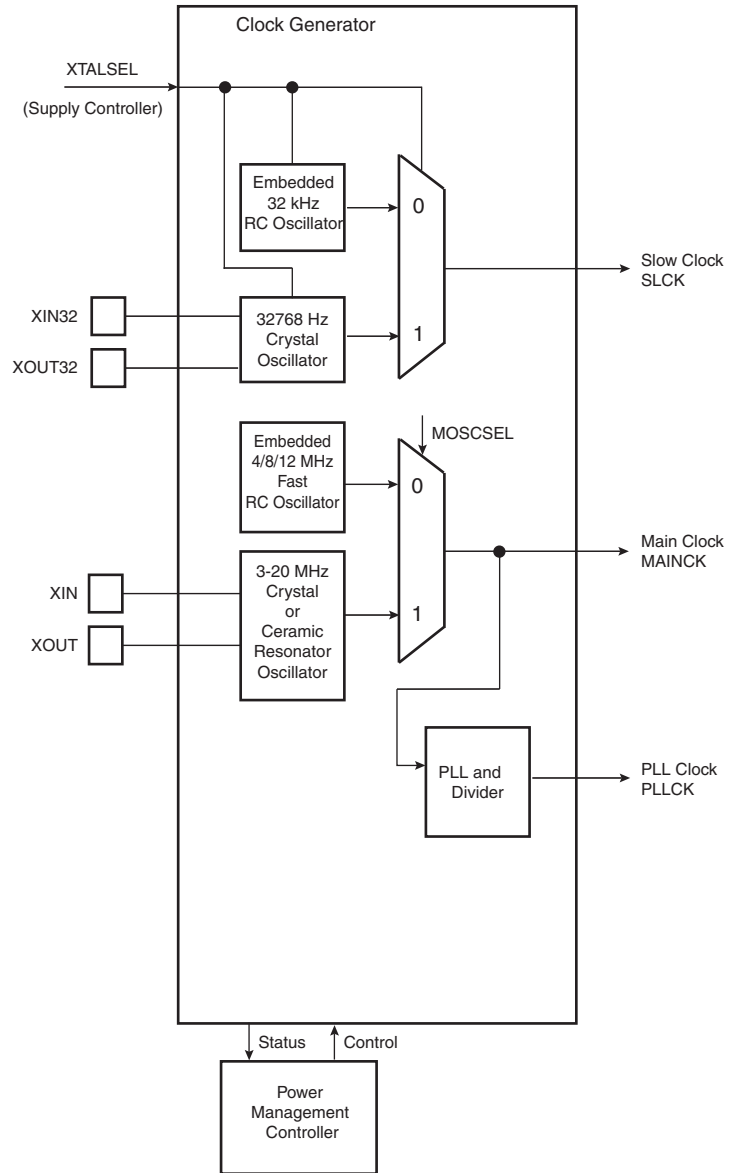 Clock Generator
XTALSEL
(Supply Controller)
Embedded
32 kHz
RC Oscillator
0
Slow Clock
SLCK
XIN32
32768 Hz
Crystal
Oscillator
1
XOUT32
MOSCSEL
Embedded
4/8/12 MHz
Fast
RC Oscillator
0
Main Clock
MAINCK
XIN
3-20 MHz
Crystal
or
Ceramic
Resonator
Oscillator
1
XOUT
PLL and
Divider
PLL Clock
PLLCK
Status
Control
Power
Management
Controller